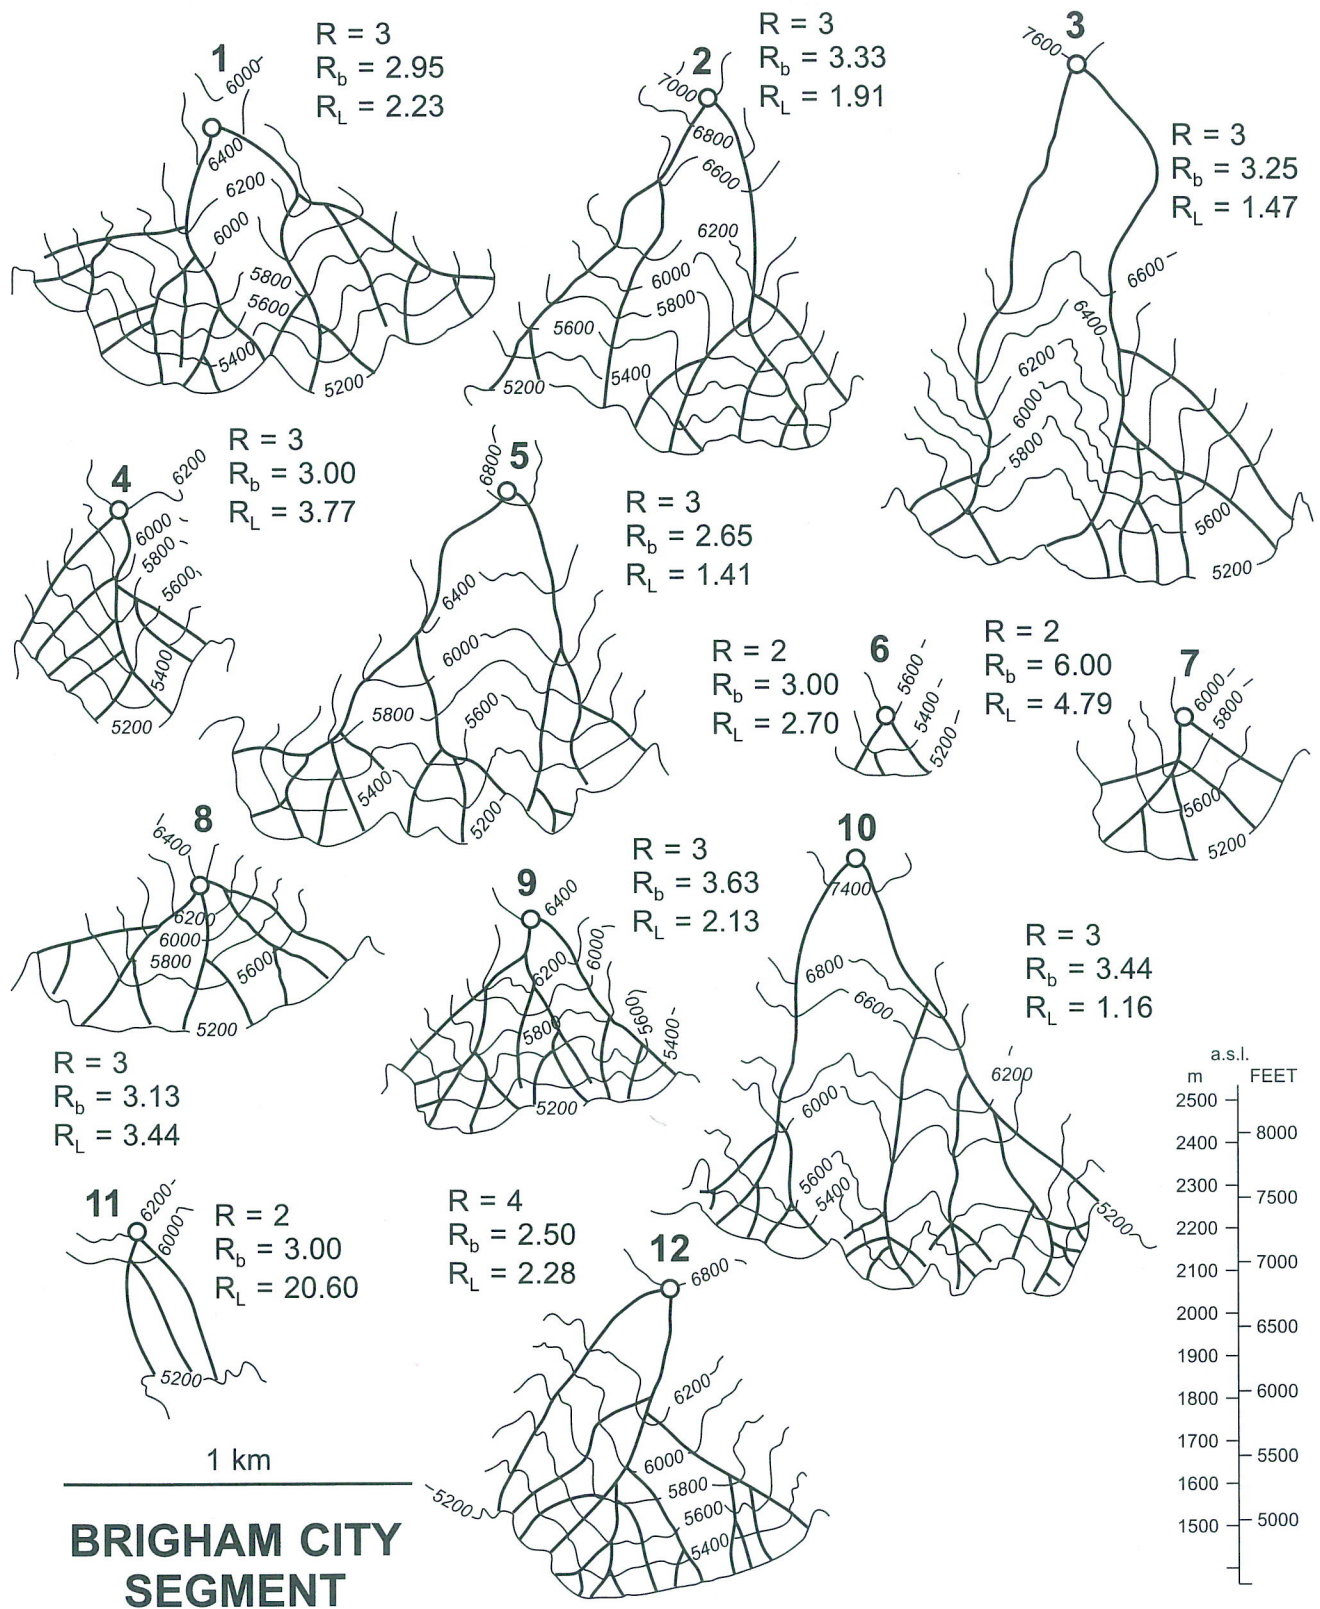 1
R = 3
Rb = 2.95
RL = 2.23
6000
6400
6200
6000
5800
5600
5400
5200
2
R = 3
Rb = 3.33
RL = 1.91
7000
6800
6600
6200
6000
5800
5600
5400
5200
3
7600
R = 3
Rb = 3.25
RL = 1.47
6600
6400
6200
6000
5800
5600
5200
4
R = 3
Rb = 3.00
RL = 3.77
6200
6000
5800
5600
5400
5200
5
6800
R = 3
Rb = 2.65
RL = 1.41
6400
6000
5800
5600
5400
5200
6
R = 2
Rb = 3.00
RL = 2.70
5600
5400
5200
7
R = 2
Rb = 6.00
RL = 4.79
6000
5800
5600
5200
8
6400
6200
6000
5800
5600
5200
R = 3
Rb = 3.13
RL = 3.44
9
R = 3
Rb = 3.63
RL = 2.13
6400
6000
6200
5800
5600
5400
5200
10
R = 3
Rb = 3.44
RL = 1.16
7400
6800
6600
6200
6000
5600
5400
5200
11
R = 2
Rb = 3.00
RL = 20.60
6200
6000
5200
12
R = 4
Rb = 2.50
RL = 2.28
6800
6200
6000
5800
5600
5400
5200
a.s.l.
m FEET
2500
8000
2400
2300
7500
2200
7000
2100
2000
6500
1900
6000
1800
1700
5500
1600
5000
1500
1 km
BRIGHAM CITY
SEGMENT